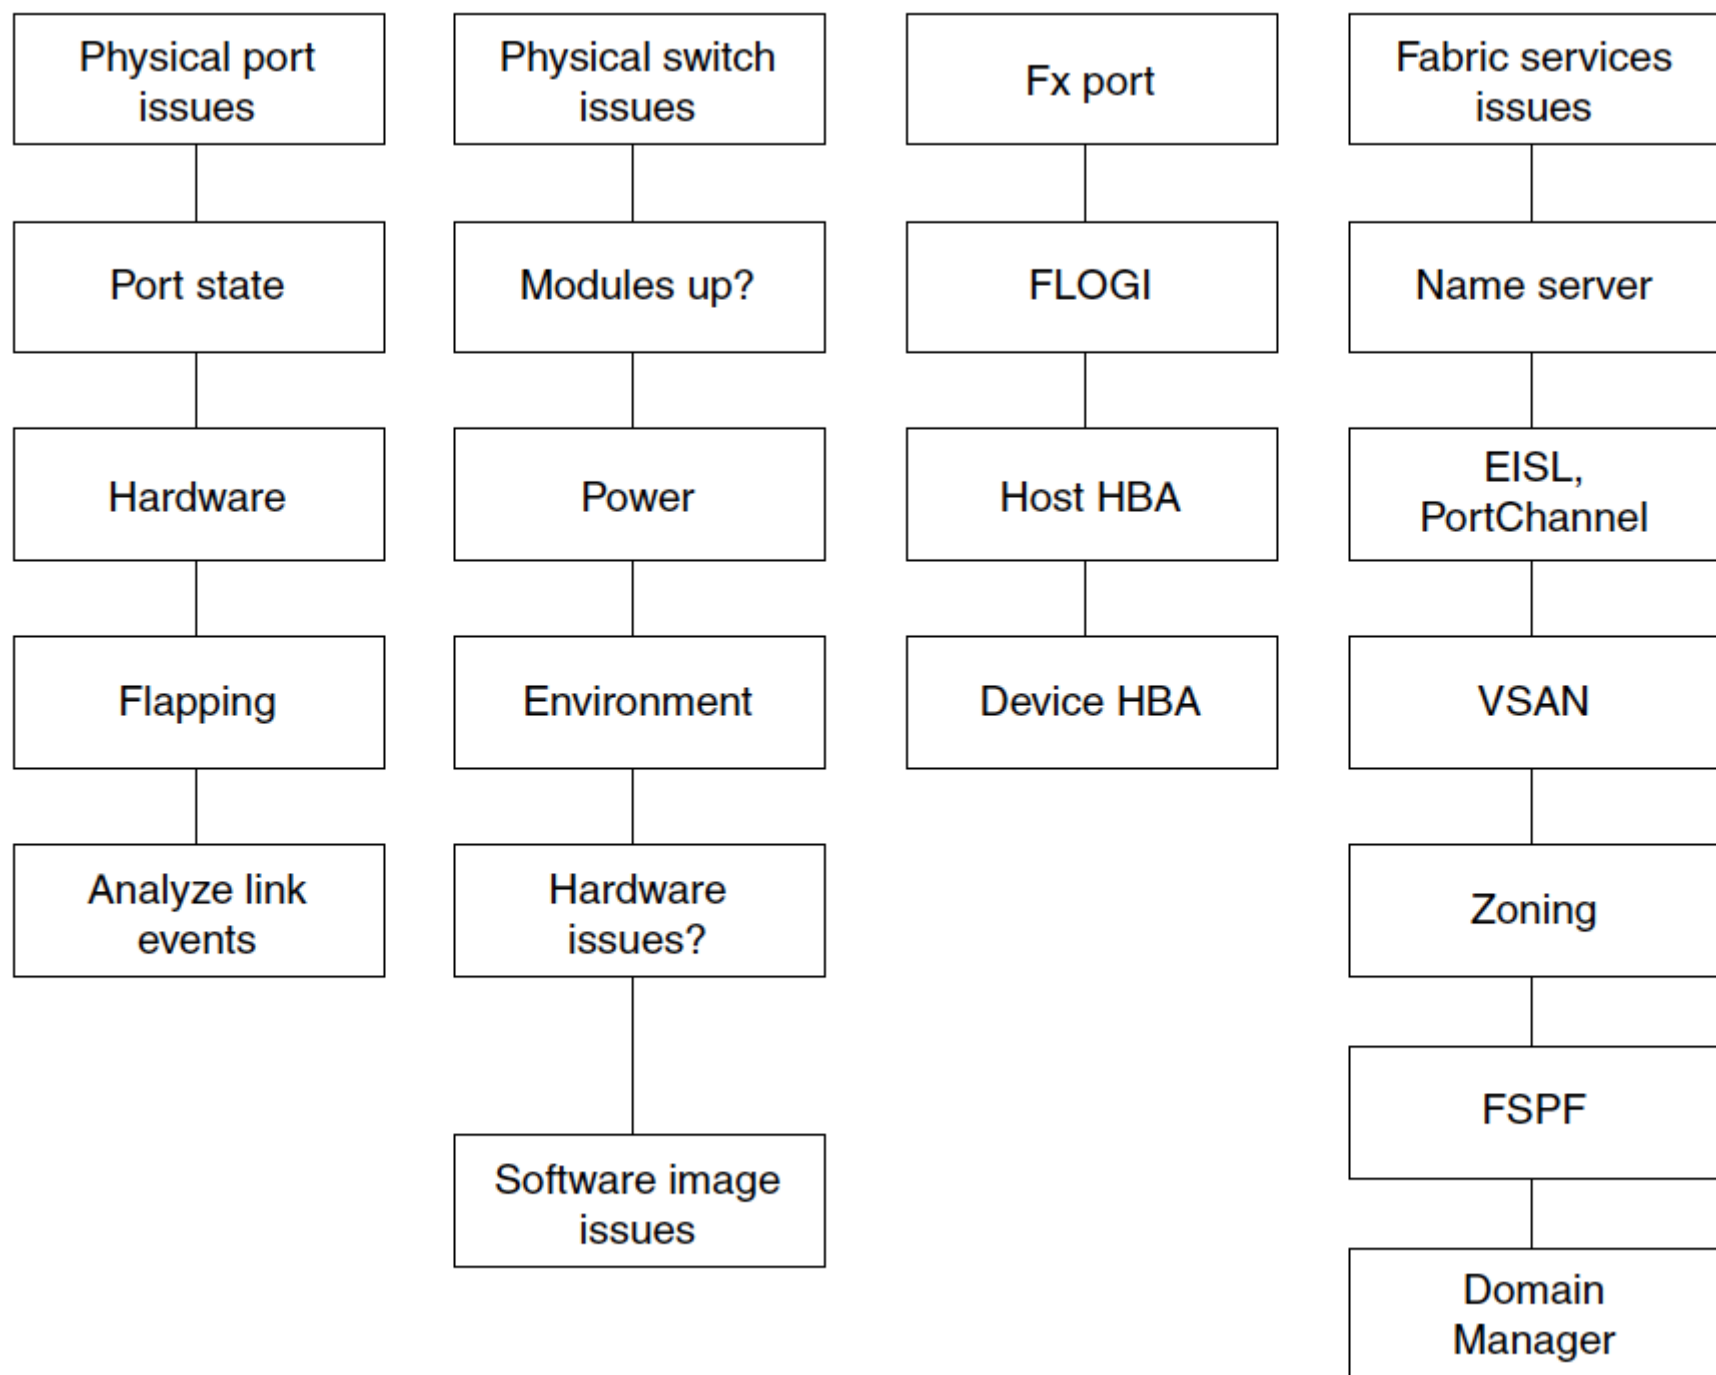 Physical port
issues
Physical switch
issues
Fx port
Fabric services
issues
Port state
Modules up?
FLOGI
Name server
Hardware
Power
Host HBA
EISL,
PortChannel
Flapping
Environment
Device HBA
VSAN
Analyze link
events
Hardware
issues?
Zoning
Software image
issues
FSPF
Domain
Manager